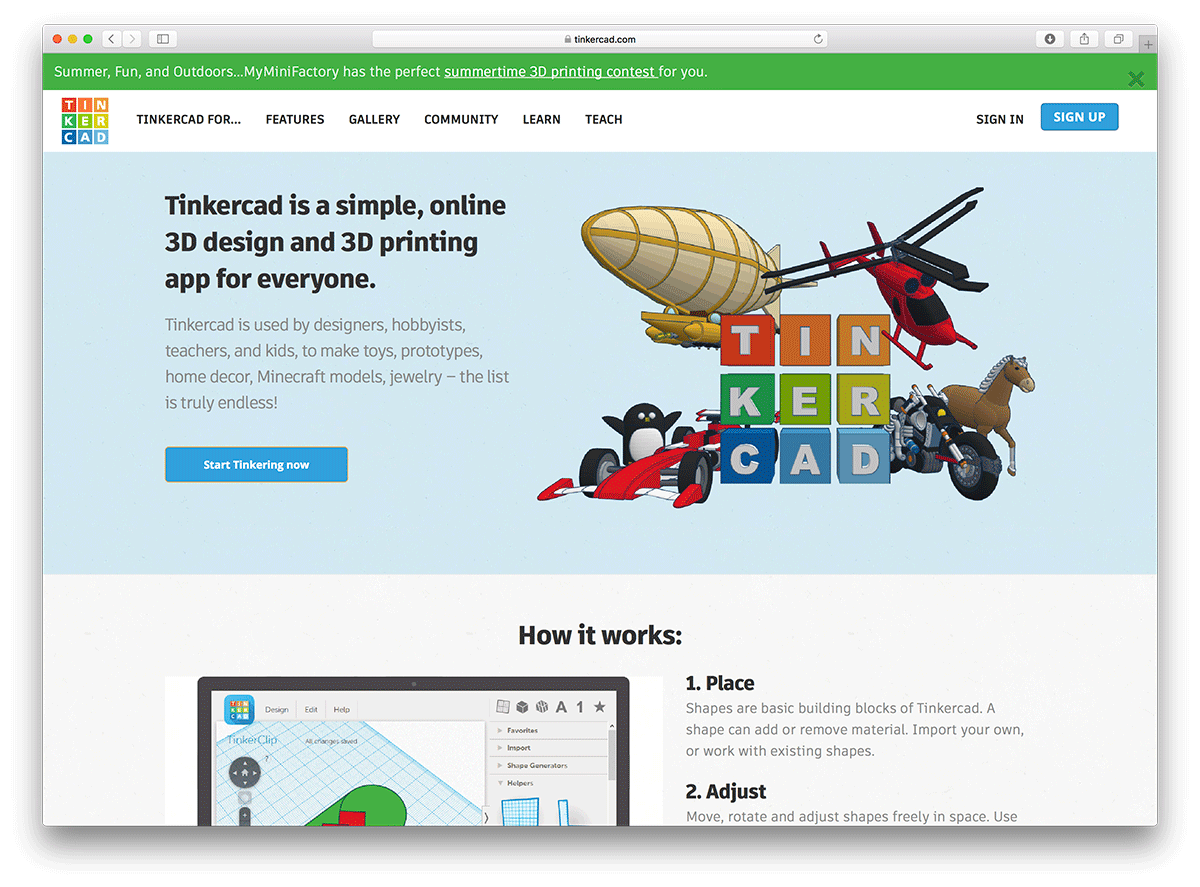 tinkercad.com
Summer, Fun, and Outdoors...MyMiniFactory has the perfect summertime 3D printing contest for you.
TIN
KER
CAD
TINKERCAD FOR... FEATURES GALLERY COMMUNITY LEARN TEACH SIGN IN SIGN UP
Tinkercad is a simple, online
3D design and 3D printing
app for everyone.
Tinkercad is used by designers, hobbyists,
teachers, and kids, to make toys, prototypes,
home decor, Minecraft models, jewelry – the list
is truly endless!
Start Tinkering now
TIN
KER
CAD
How it works:
TIN
KER
CAD
Design Edit Help A 1
TinkerClip All changes saved
?
Favorites
Import
Shape Generators
Helpers
1. Place
Shapes are basic building blocks of Tinkercad. A
shape can add or remove material. Import your own,
or work with existing shapes.
2. Adjust
Move, rotate and adjust shapes freely in space. Use